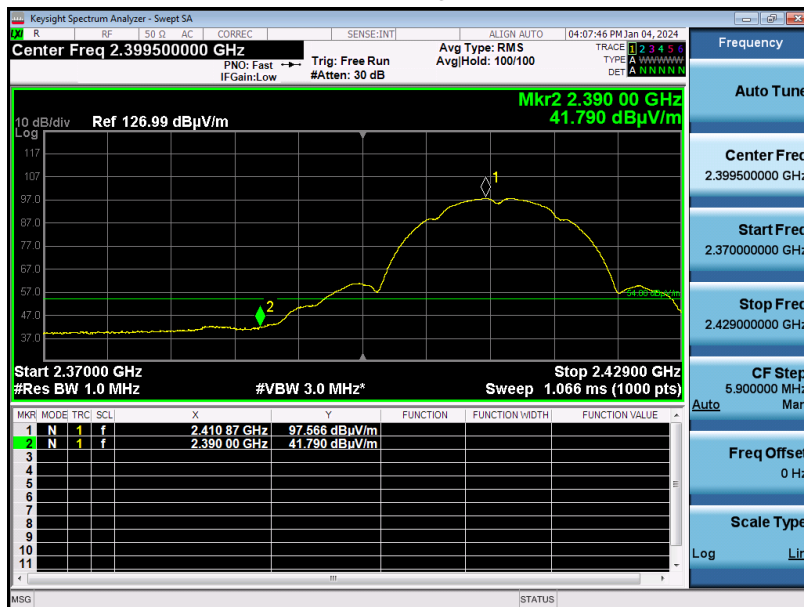 Keysight Spectrum Analyzer - Swept SA
LXI R RF 50 Ω AC CORREC SENSE:INT ALIGN AUTO 04:07:46 PM Jan 04, 2024
Center Freq 2.399500000 GHz
PNO: Fast
IFGain:Low
Trig: Free Run
#Atten: 30 dB
Avg Type: RMS
Avg|Hold: 100/100
TRACE 1 2 3 4 5 6
TYPE A WWWWW
DET A N N N N N
Mkr2 2.390 00 GHz
41.790 dBµV/m
10 dB/div Ref 126.99 dBµV/m
Log
117
107
97.0
87.0
77.0
67.0
57.0
47.0
37.0
1
2
54.00 dBµV/m
Start 2.37000 GHz Stop 2.42900 GHz
#Res BW 1.0 MHz #VBW 3.0 MHz* Sweep 1.066 ms (1000 pts)
MKR MODE TRC SCL X Y FUNCTION FUNCTION WIDTH FUNCTION VALUE
1 N 1 f 2.410 87 GHz 97.566 dBµV/m
2 N 1 f 2.390 00 GHz 41.790 dBµV/m
3
4
5
6
7
8
9
10
11
MSG STATUS
Frequency
Auto Tune
Center Freq
2.399500000 GHz
Start Freq
2.370000000 GHz
Stop Freq
2.429000000 GHz
CF Step
5.900000 MHz
Auto Man
Freq Offset
0 Hz
Scale Type
Log Lin